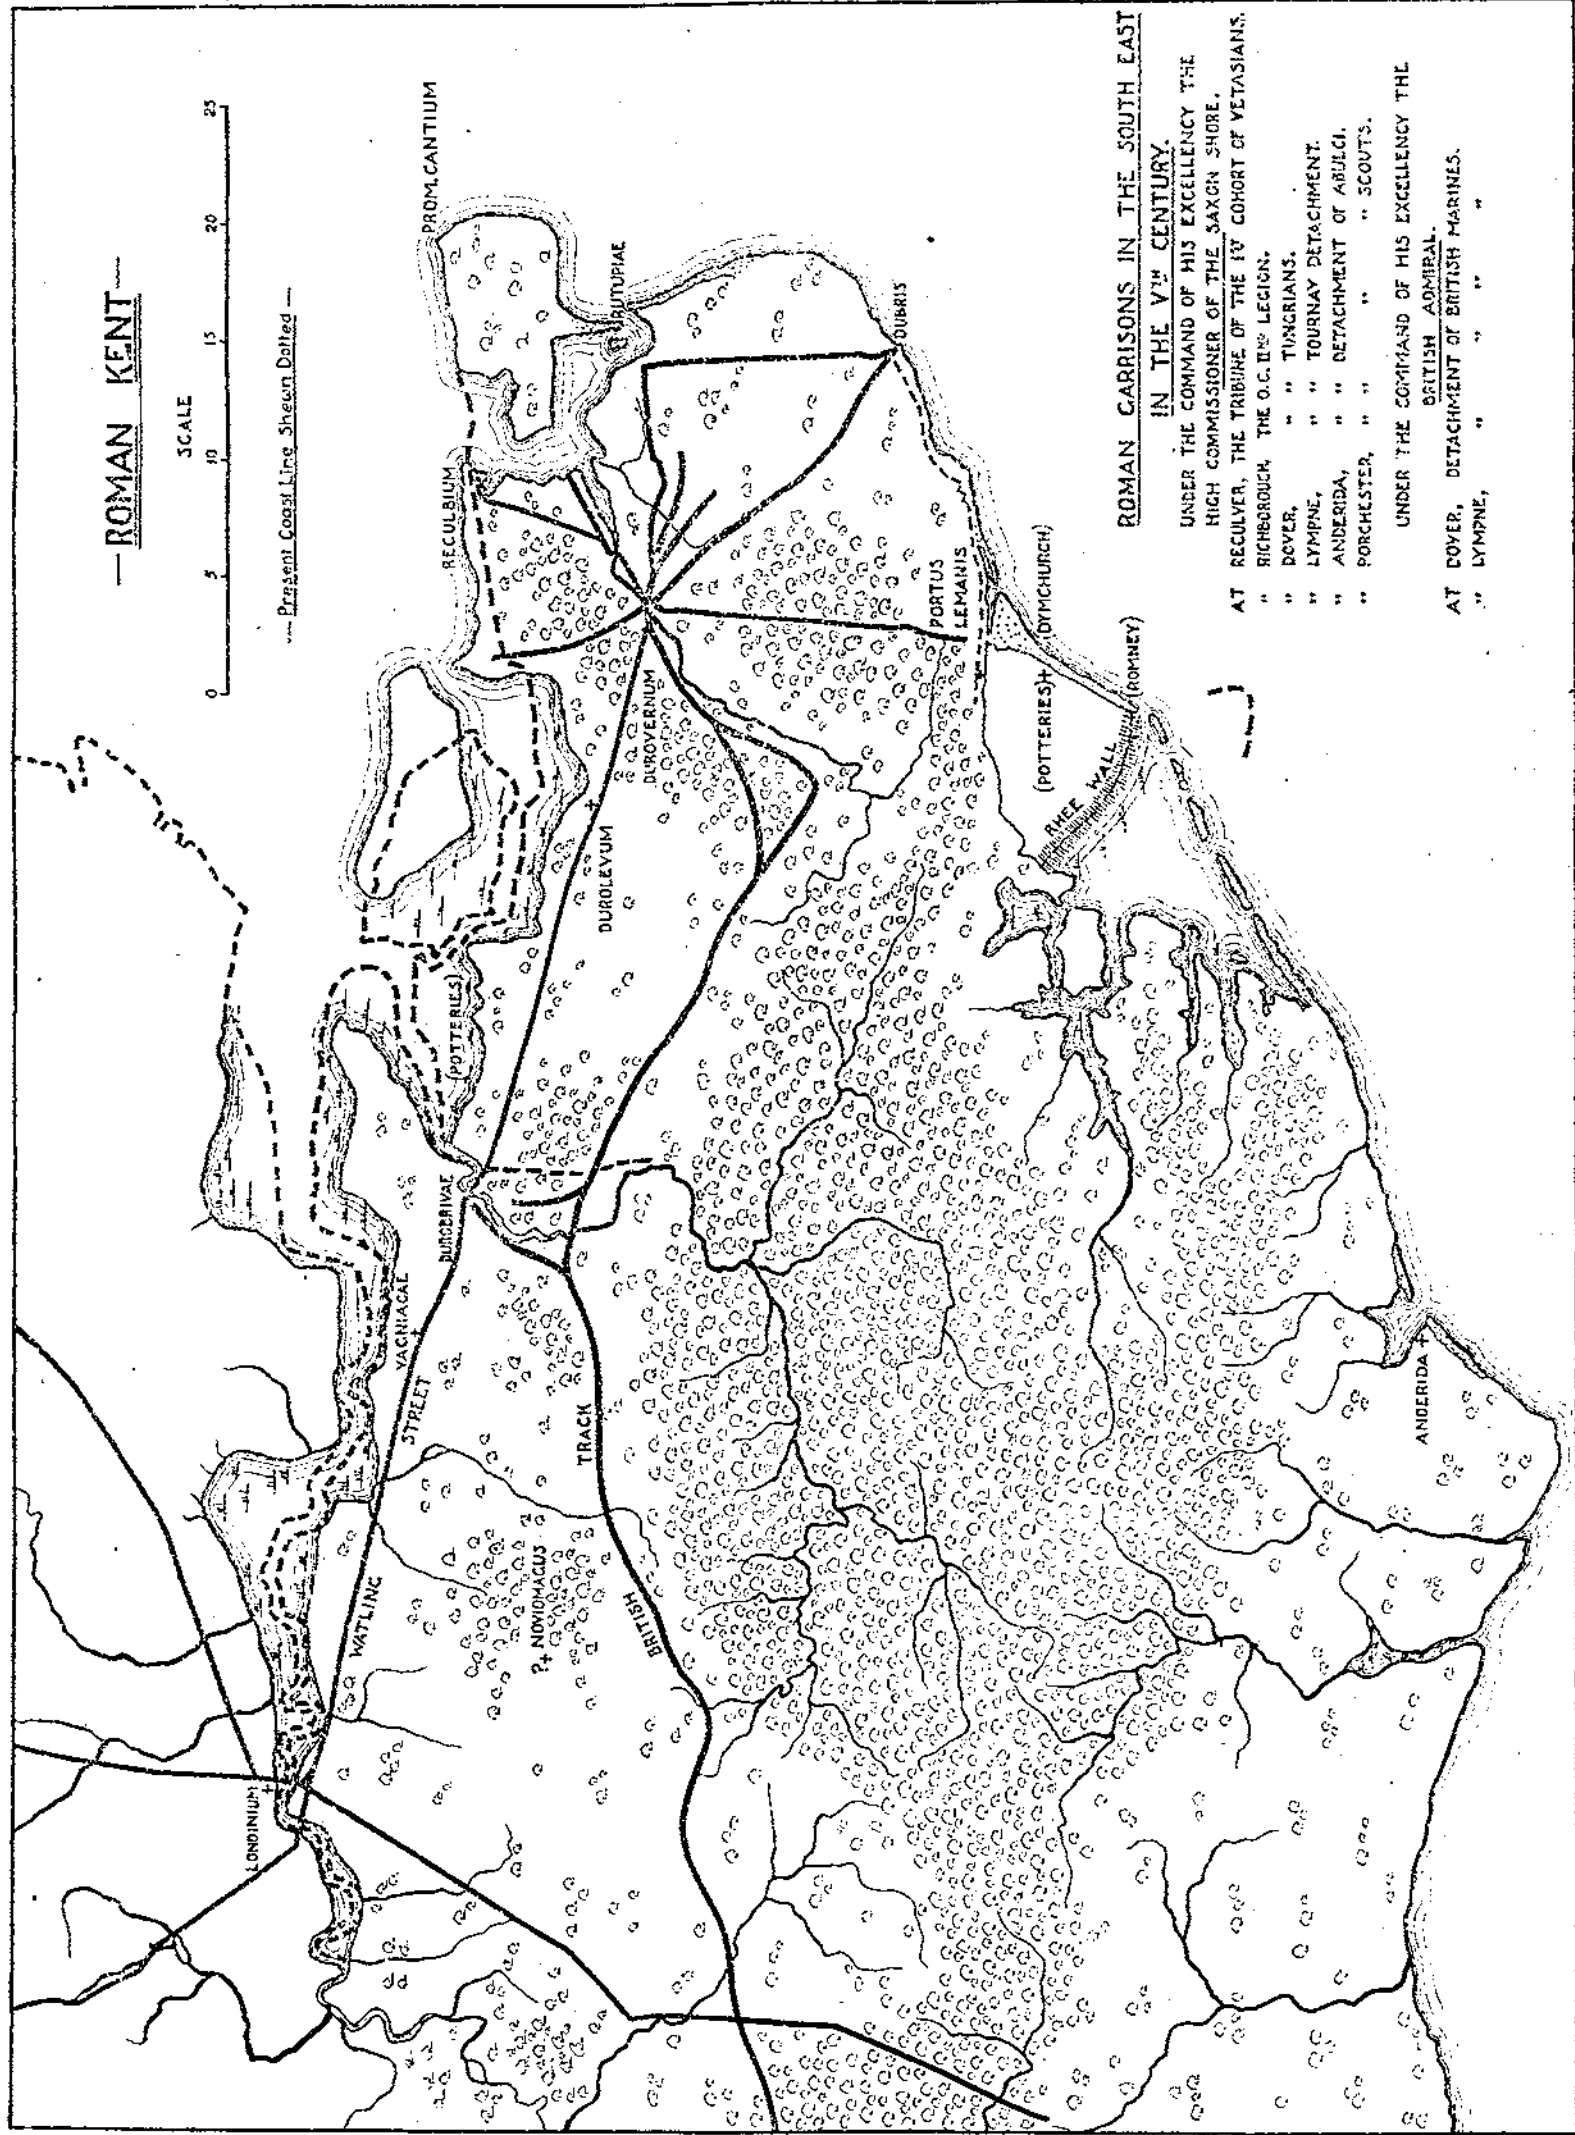 — ROMAN KENT —
SCALE
0 5 10 15 20 25
— Present Coast Line Shewn Dotted —
PROM. CANTIUM
RECULBIUM
RUTUPIAE
DUBRIS
DUROVERNUM
DUROLEVUM
PORTUS
LEMANIS
(DYMCHURCH)
(POTTERIES)+
(ROMNEY)
RHEE WALL
(POTTERIES)
DUROBRIVAE
VAGNIACAE
WATLING STREET
BRITISH TRACK
?+ NOVIOMAGUS
LONDINIUM
ANDERIDA +
ROMAN GARRISONS IN THE SOUTH EAST
IN THE VTH CENTURY.
UNDER THE COMMAND OF HIS EXCELLENCY THE
HIGH COMMISSIONER OF THE SAXON SHORE.
AT RECULVER, THE TRIBUNE OF THE 1ST COHORT OF VETASIANS.
" RICHBOROUGH, THE O.C. IIND LEGION.
" DOVER, " " TUNGRIANS.
" LYMPNE, " " TOURNAY DETACHMENT.
" ANDERIDA, " " DETACHMENT OF ABULCI.
" PORCHESTER, " " " " SCOUTS.
UNDER THE COMMAND OF HIS EXCELLENCY THE
BRITISH ADMIRAL.
AT DOVER, DETACHMENT OF BRITISH MARINES.
" LYMPNE, " " " "